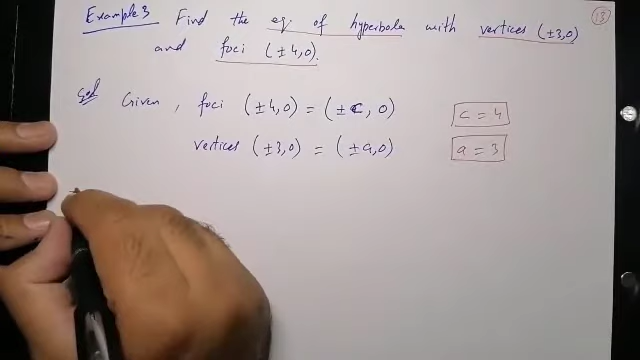 Example 3 Find the eq. of hyperbola with vertices (±3,0)
and foci (±4,0).
13
Sol Given, foci (±4,0) = (±c, 0) c = 4
vertices (±3,0) = (±a,0) a = 3